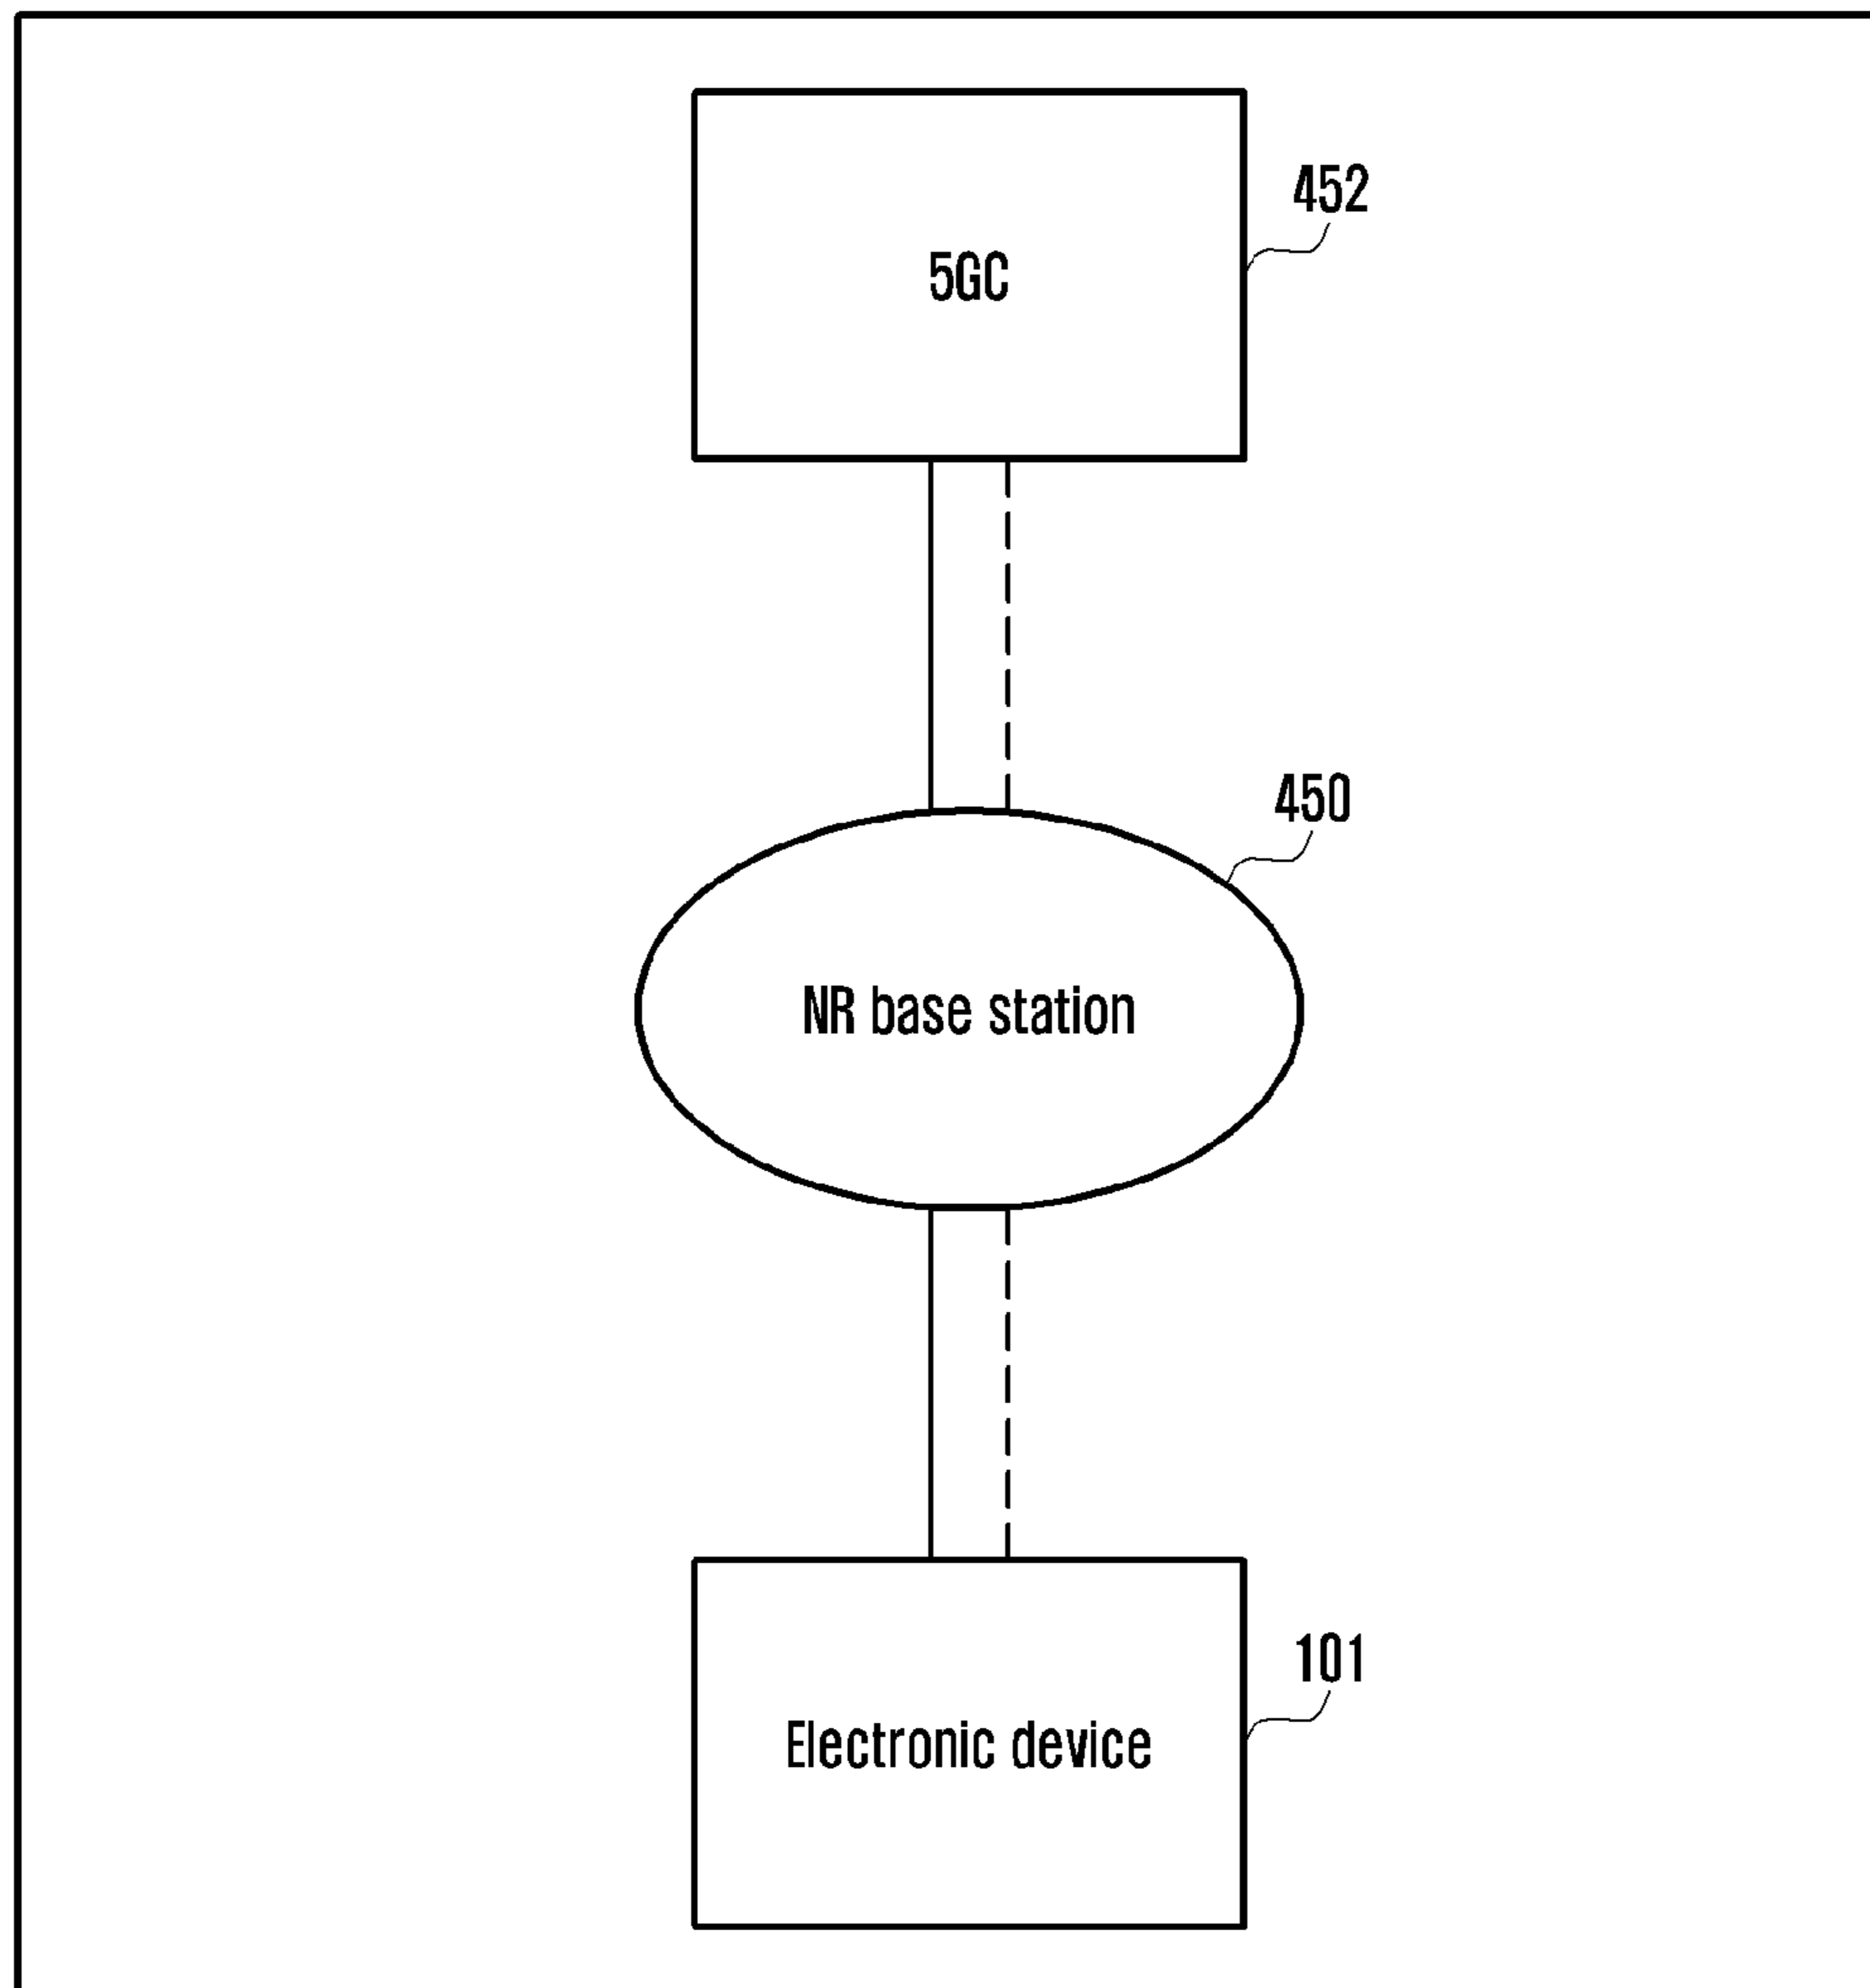 452
5GC
450
NR base station
101
Electronic device